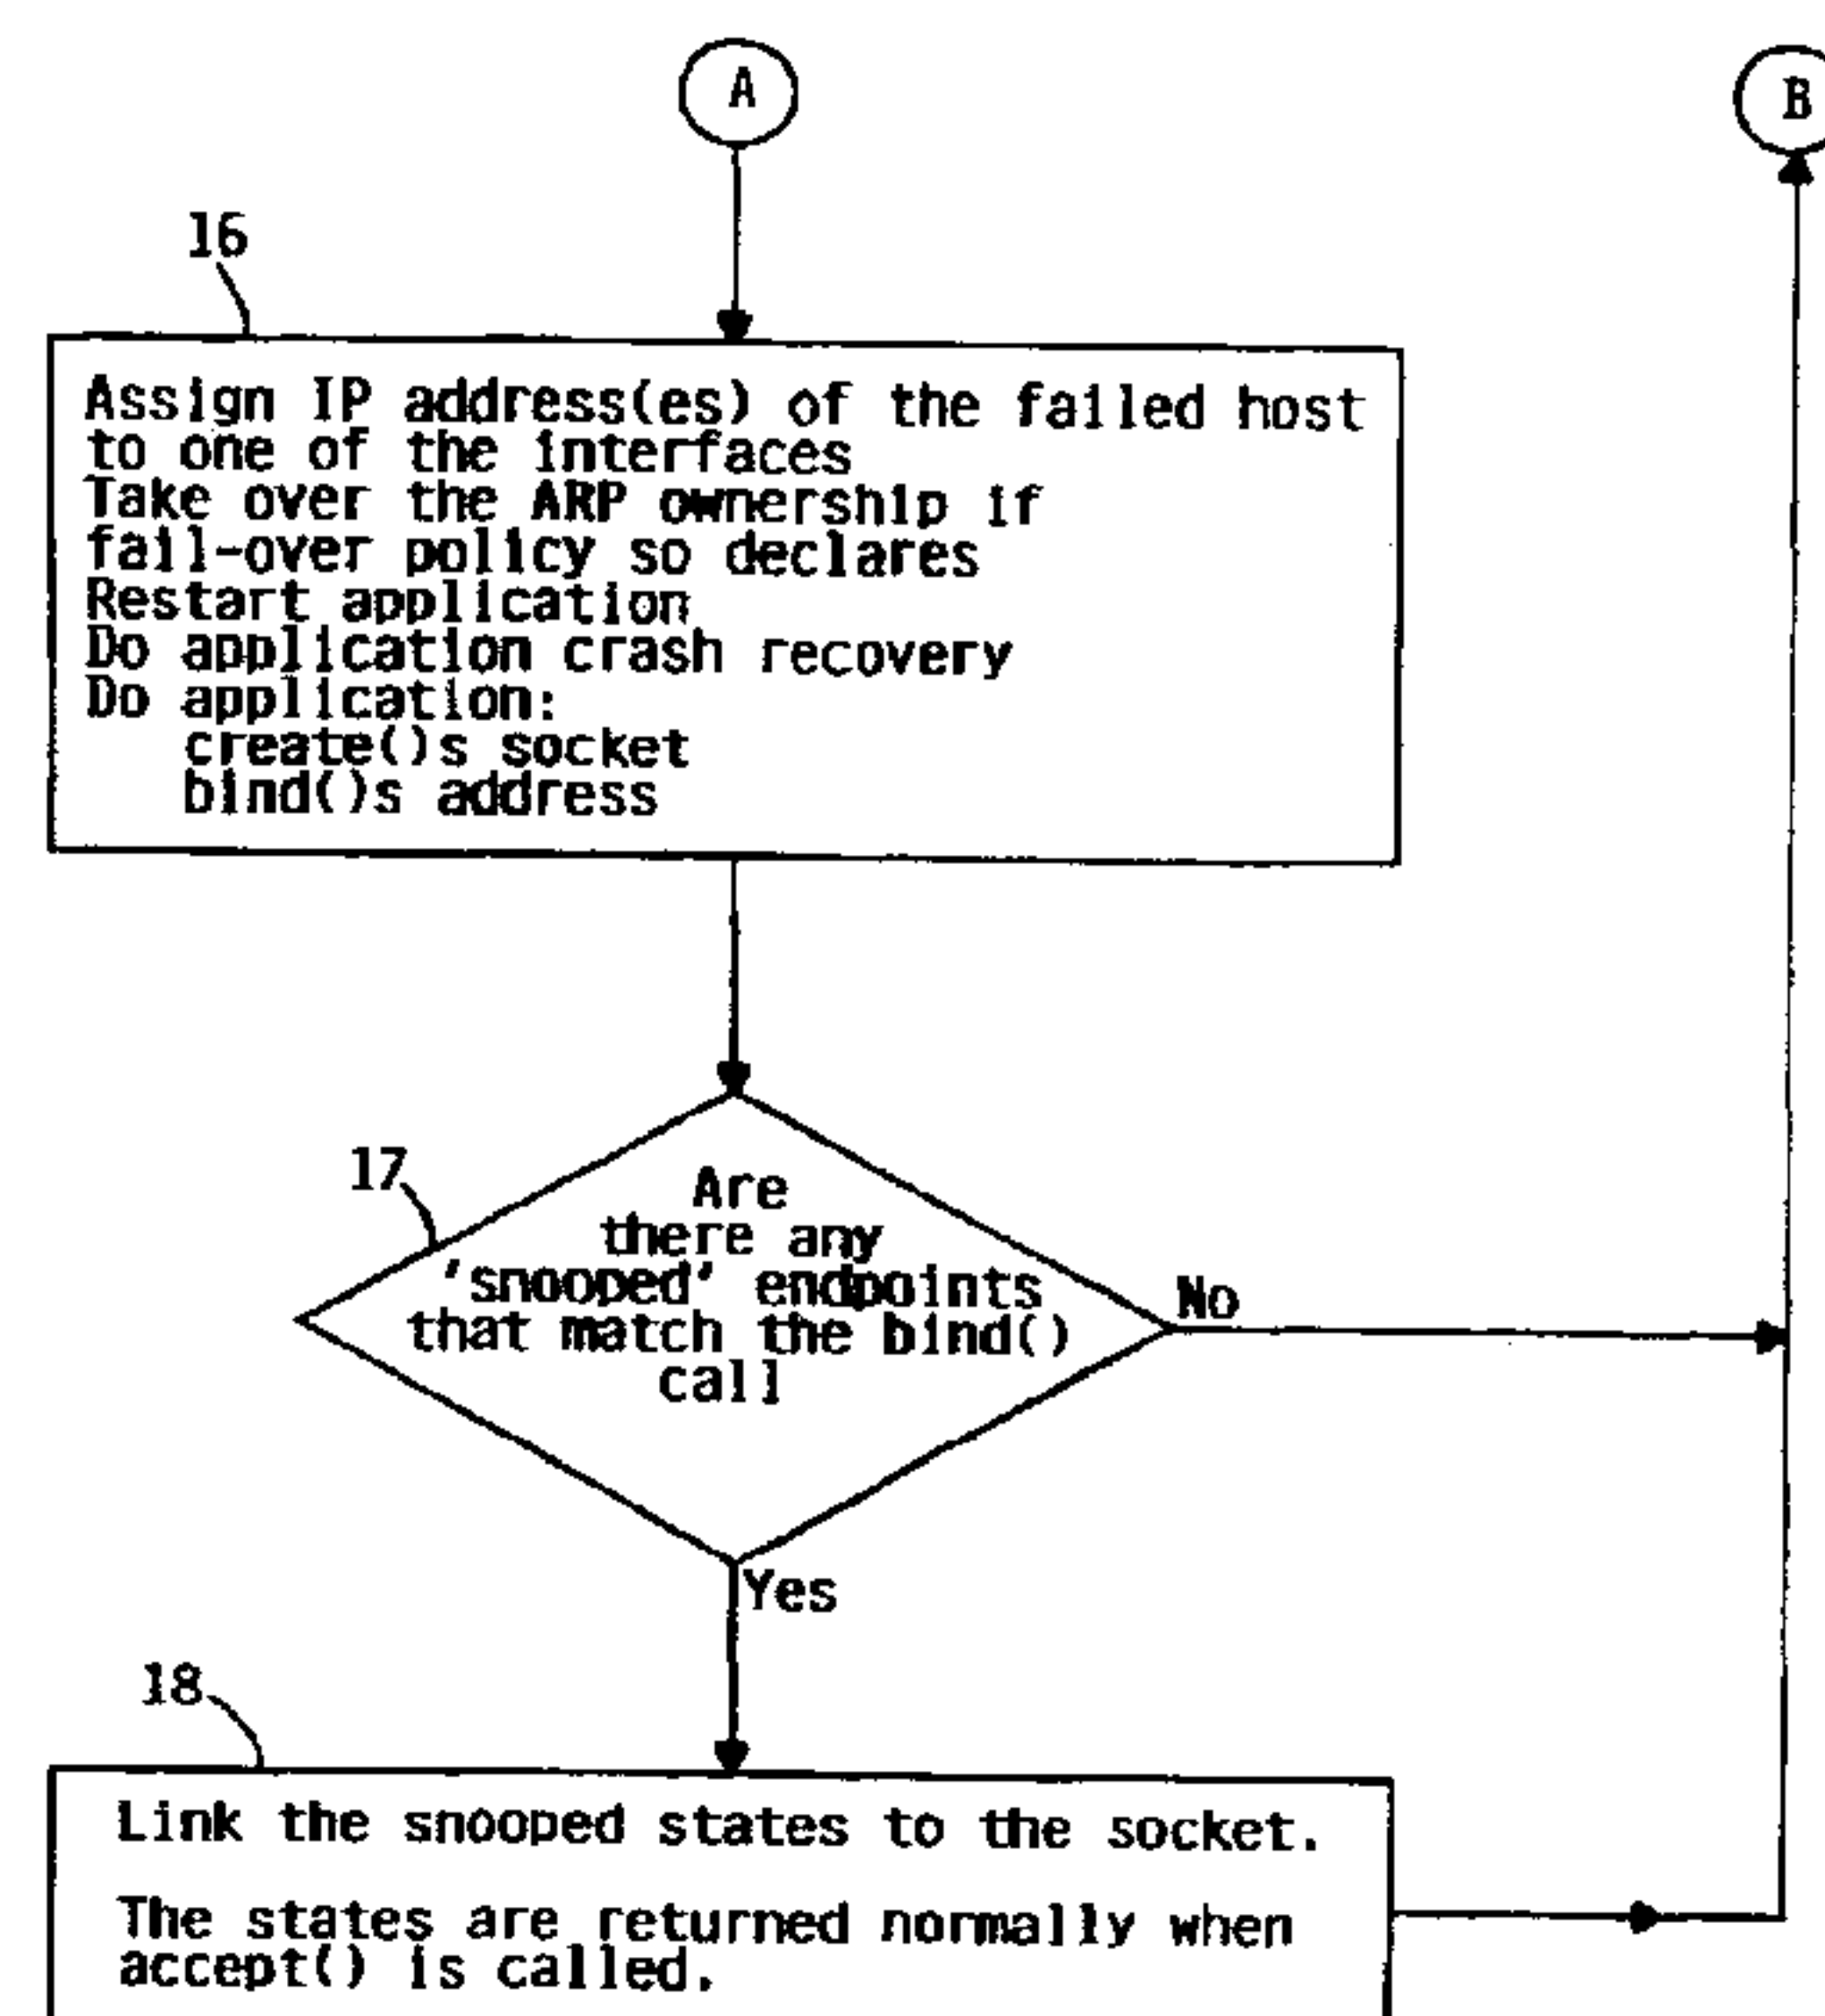 A
B
16
Assign IP address(es) of the failed host
to one of the interfaces
Take over the ARP ownership if
fail-over policy so declares
Restart application
Do application crash recovery
Do application:
create()s socket
bind()s address
17
Are
there any
'snooped' endpoints
that match the bind()
call
No
Yes
18
Link the snooped states to the socket.
The states are returned normally when
accept() is called.